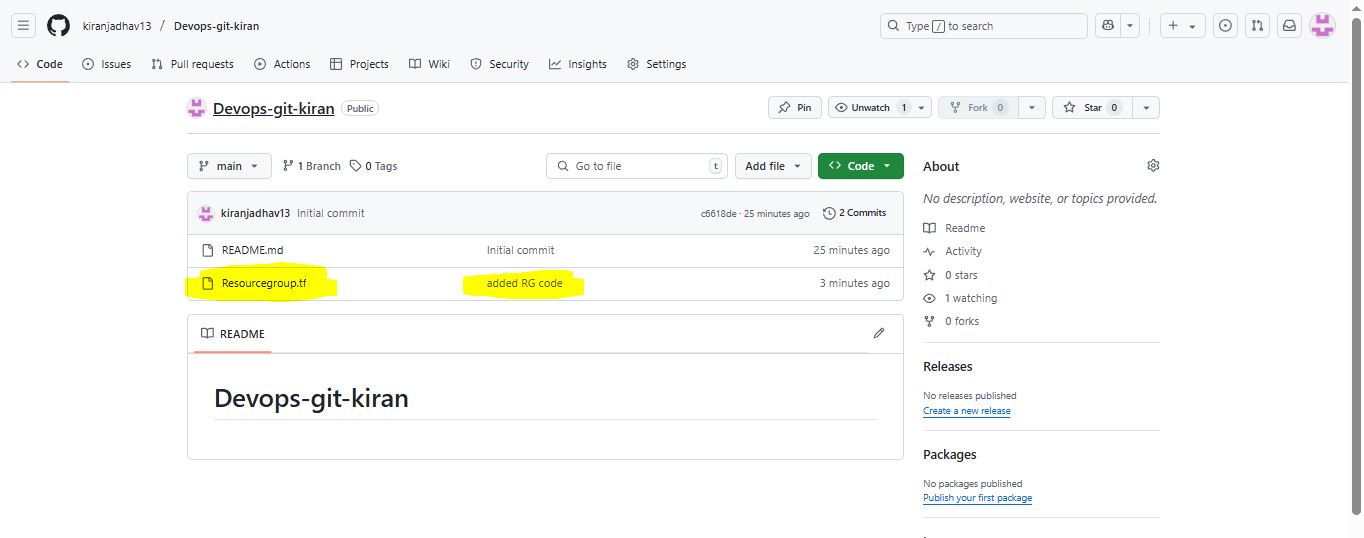 kiranjadhav13 / Devops-git-kiran Type / to search
Code Issues Pull requests Actions Projects Wiki Security Insights Settings
Devops-git-kiran Public Pin Unwatch 1 Fork 0 Star 0
main 1 Branch 0 Tags Go to file t Add file Code
kiranjadhav13 Initial commit c6618de · 25 minutes ago 2 Commits
README.md Initial commit 25 minutes ago
Resourcegroup.tf added RG code 3 minutes ago
README
Devops-git-kiran
About
No description, website, or topics provided.
Readme
Activity
0 stars
1 watching
0 forks
Releases
No releases published
Create a new release
Packages
No packages published
Publish your first package